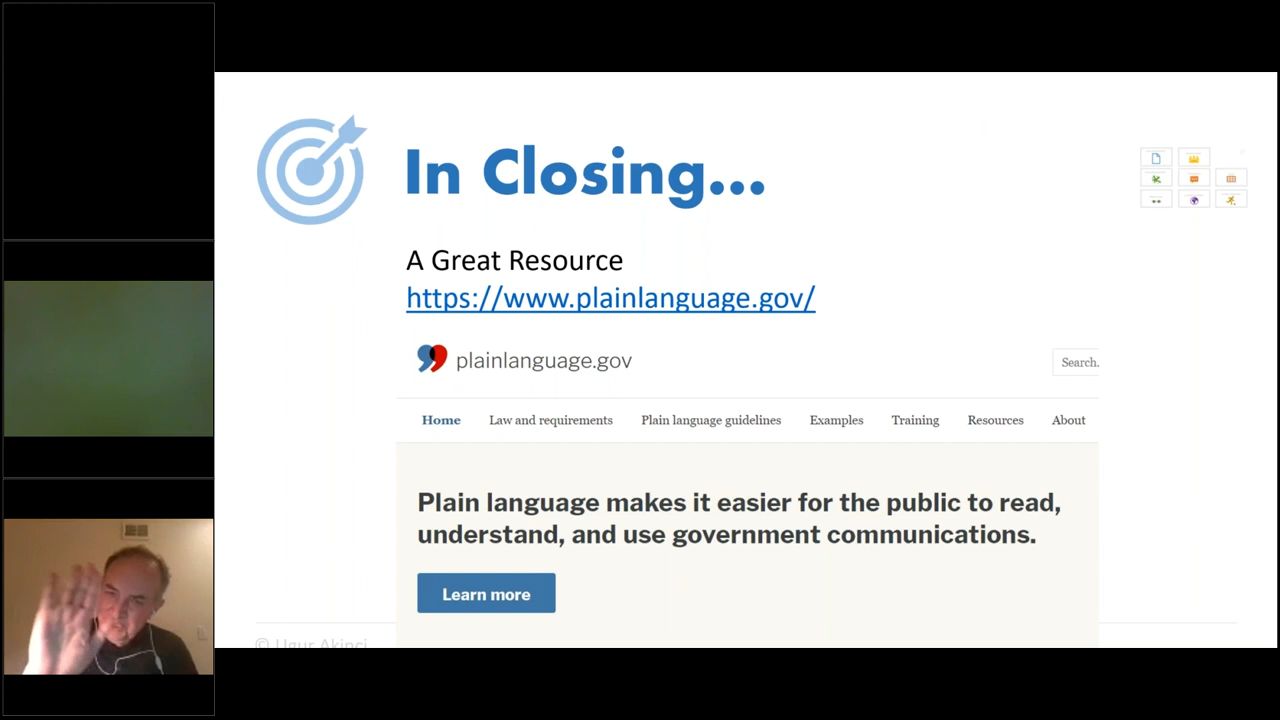 In Closing...
A Great Resource
https://www.plainlanguage.gov/
plainlanguage.gov
Search.
Home Law and requirements Plain language guidelines Examples Training Resources About
Plain language makes it easier for the public to read,
understand, and use government communications.
Learn more
© Ugur Akinci